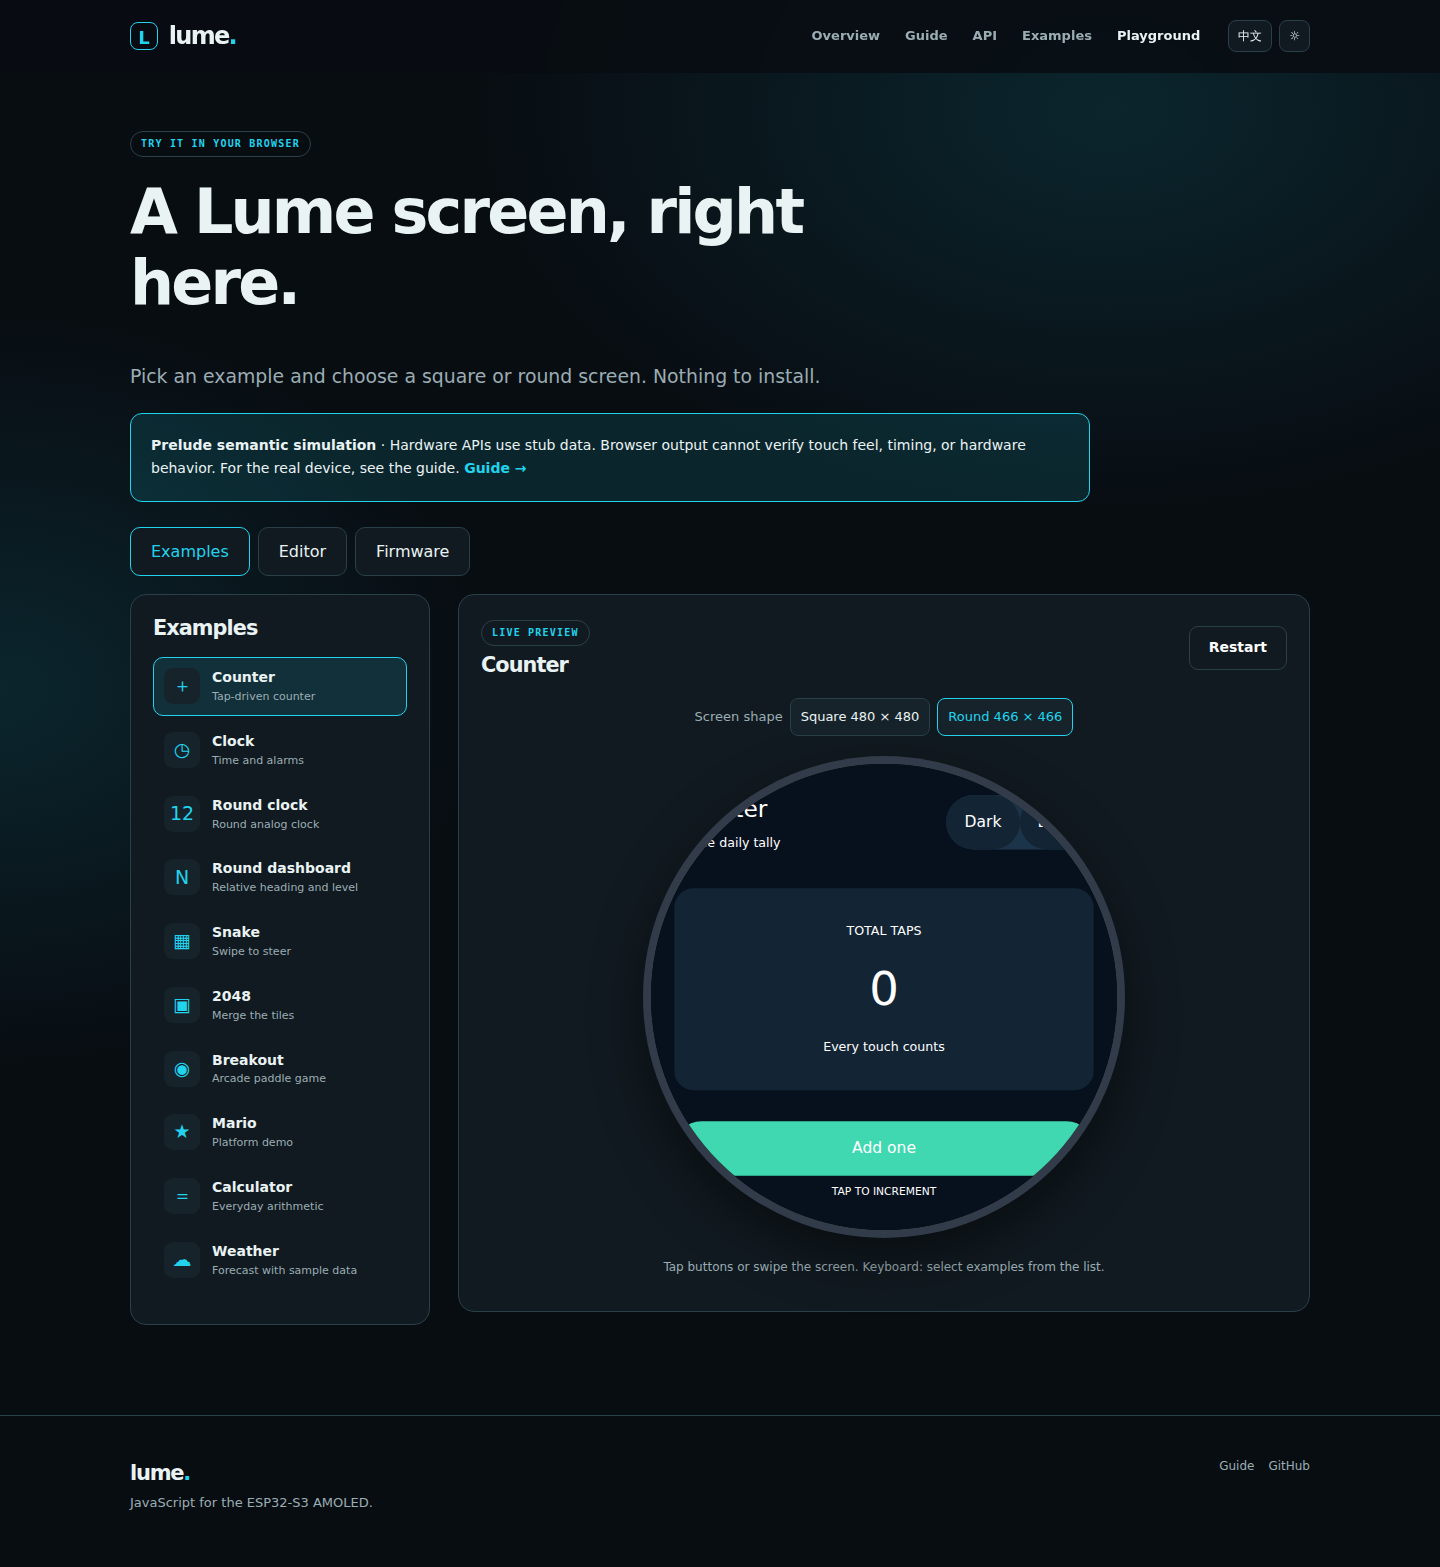 L lume.
Overview Guide API Examples Playground 中文
TRY IT IN YOUR BROWSER
A Lume screen, right
here.
Pick an example and choose a square or round screen. Nothing to install.
Prelude semantic simulation · Hardware APIs use stub data. Browser output cannot verify touch feel, timing, or hardware
behavior. For the real device, see the guide. Guide →
Examples Editor Firmware
Examples
+ Counter
Tap-driven counter
Clock
Time and alarms
12 Round clock
Round analog clock
N Round dashboard
Relative heading and level
Snake
Swipe to steer
2048
Merge the tiles
Breakout
Arcade paddle game
Mario
Platform demo
= Calculator
Everyday arithmetic
Weather
Forecast with sample data
LIVE PREVIEW
Counter
Restart
Screen shape Square 480 × 480 Round 466 × 466
ter
Dark
e daily tally
TOTAL TAPS
0
Every touch counts
Add one
TAP TO INCREMENT
Tap buttons or swipe the screen. Keyboard: select examples from the list.
lume.
JavaScript for the ESP32-S3 AMOLED.
Guide GitHub